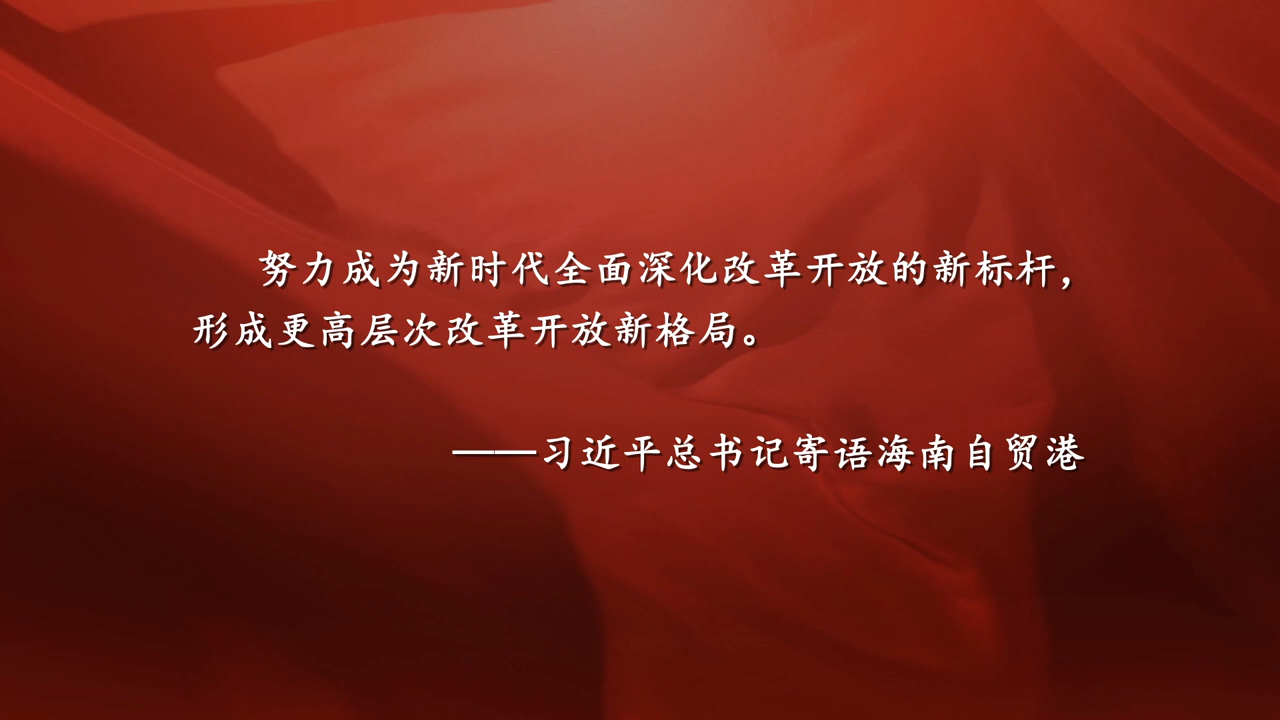 努力成为新时代全面深化改革开放的新标杆，
形成更高层次改革开放新格局。
——习近平总书记寄语海南自贸港